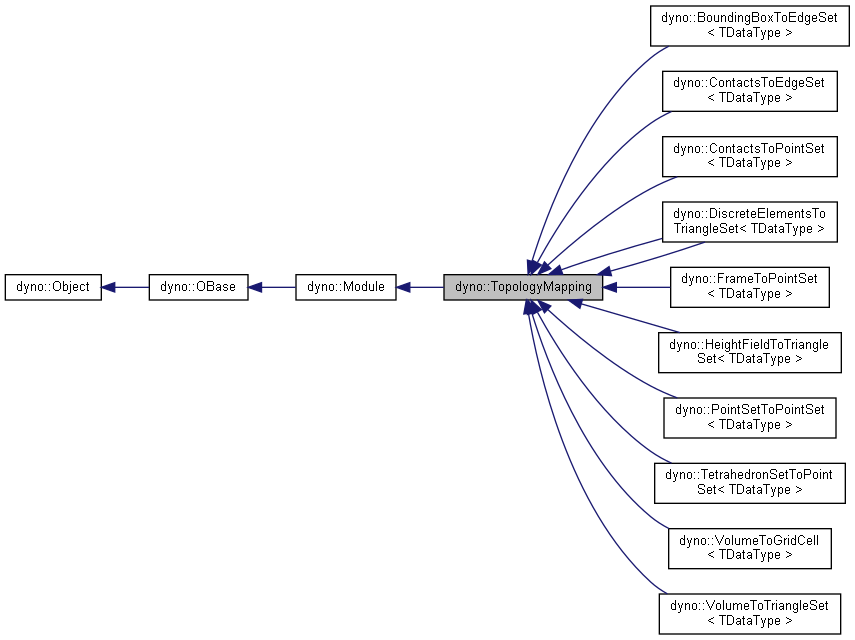 dyno::BoundingBoxToEdgeSet
< TDataType >
dyno::ContactsToEdgeSet
< TDataType >
dyno::ContactsToPointSet
< TDataType >
dyno::DiscreteElementsTo
TriangleSet< TDataType >
dyno::Object
dyno::OBase
dyno::Module
dyno::TopologyMapping
dyno::FrameToPointSet
< TDataType >
dyno::HeightFieldToTriangle
Set< TDataType >
dyno::PointSetToPointSet
< TDataType >
dyno::TetrahedronSetToPoint
Set< TDataType >
dyno::VolumeToGridCell
< TDataType >
dyno::VolumeToTriangleSet
< TDataType >